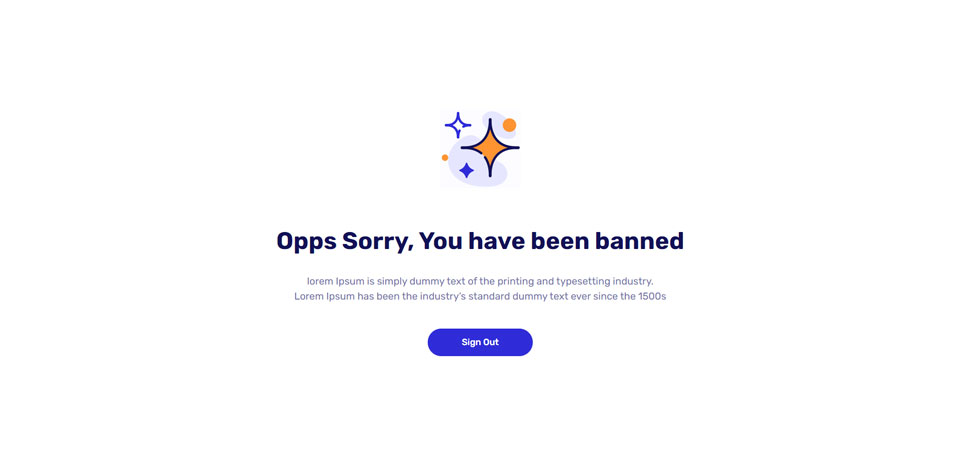 Opps Sorry, You have been banned
lorem Ipsum is simply dummy text of the printing and typesetting industry.
Lorem Ipsum has been the industry's standard dummy text ever since the 1500s
Sign Out